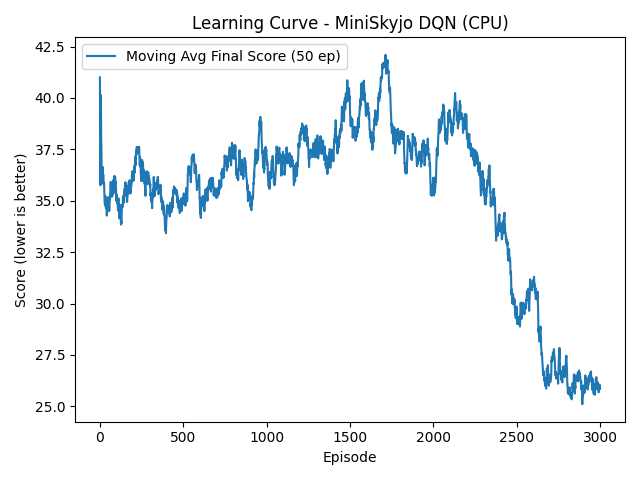 Learning Curve - MiniSkyjo DQN (CPU)
Moving Avg Final Score (50 ep)
Score (lower is better)
42.5
40.0
37.5
35.0
32.5
30.0
27.5
25.0
0 500 1000 1500 2000 2500 3000
Episode